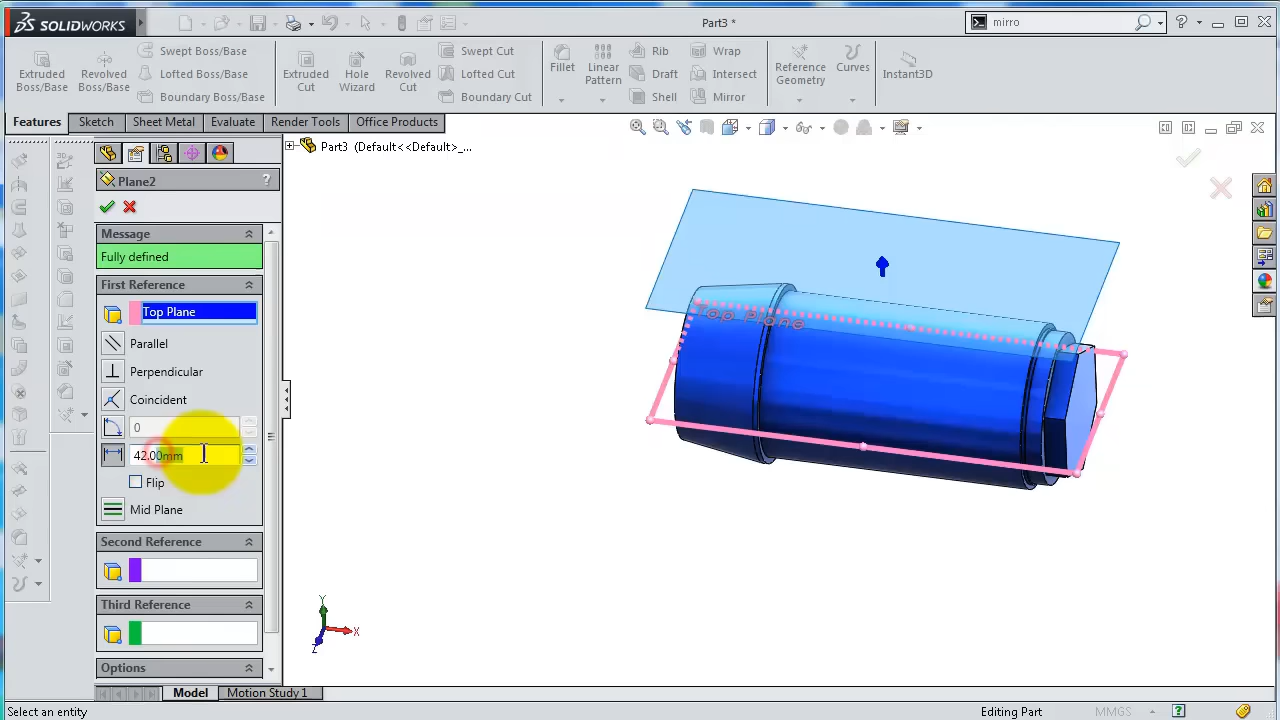 SOLIDWORKS
Part3 *
mirro
?
Extruded Boss/Base
Revolved Boss/Base
Swept Boss/Base
Lofted Boss/Base
Boundary Boss/Base
Extruded Cut
Hole Wizard
Revolved Cut
Swept Cut
Lofted Cut
Boundary Cut
Fillet
Linear Pattern
Rib
Draft
Shell
Wrap
Intersect
Mirror
Reference Geometry
Curves
Instant3D
Features
Sketch
Sheet Metal
Evaluate
Render Tools
Office Products
Part3 (Default<<Default>_...
Plane2
?
Message
Fully defined
First Reference
Top Plane
Parallel
Perpendicular
Coincident
0
42.00mm
Flip
Mid Plane
Second Reference
Third Reference
Options
Top Plane
Y
X
Z
Model
Motion Study 1
Select an entity
Editing Part
MMGS
?